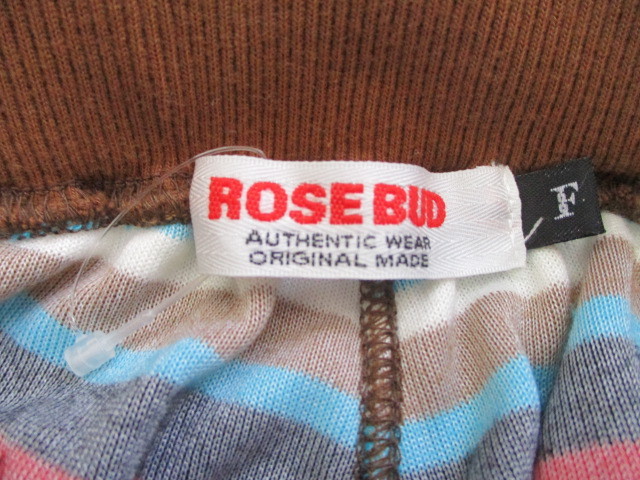 ROSE BUD
AUTHENTIC WEAR
ORIGINAL MADE
F